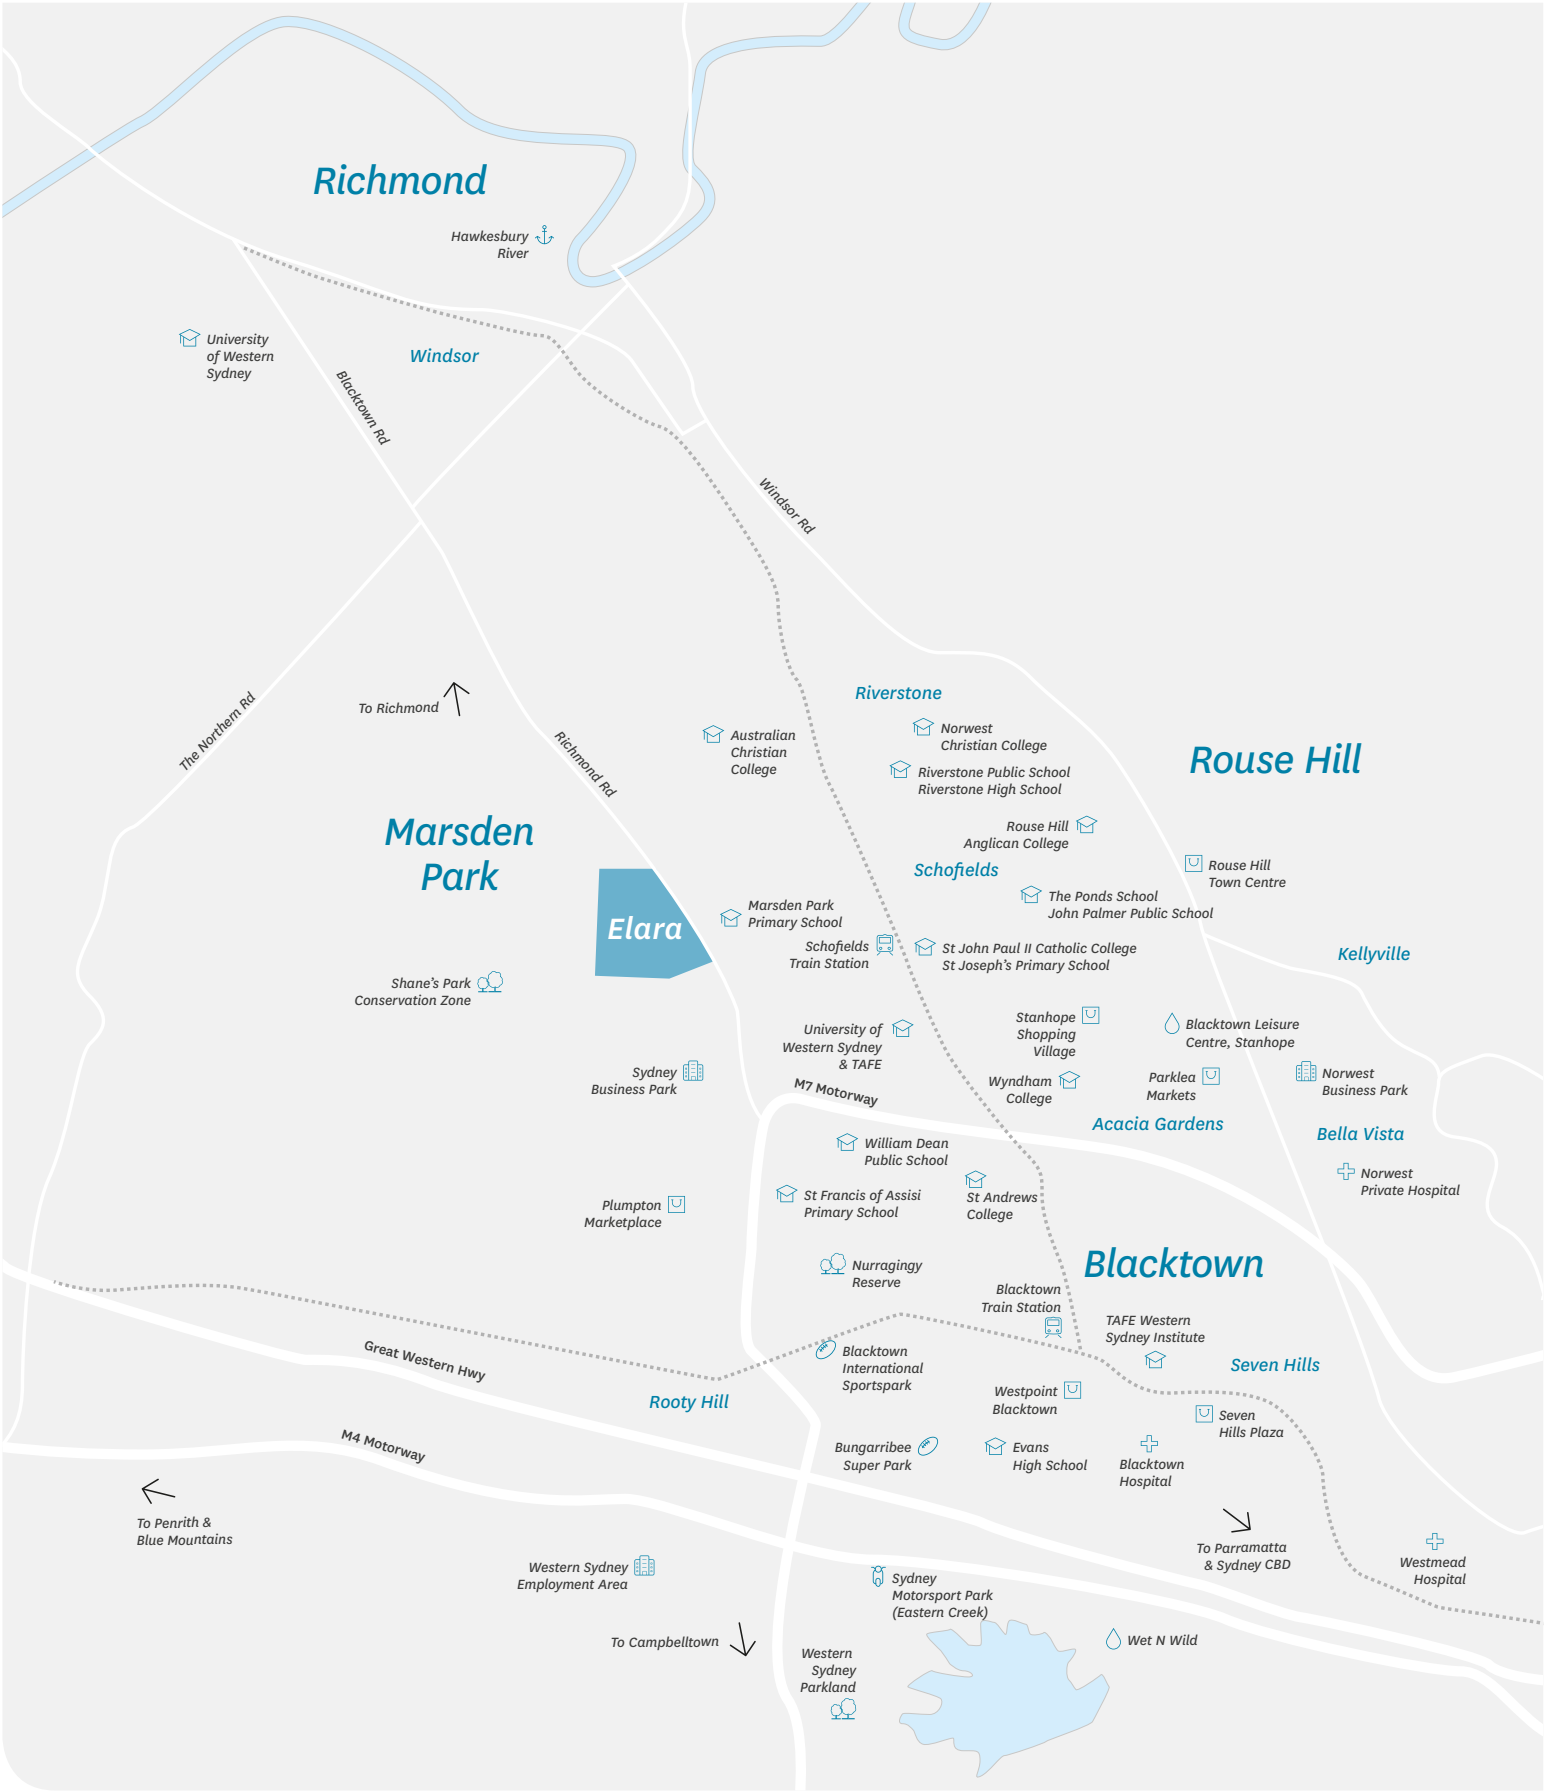 Richmond
Hawkesbury
River
University
of Western
Sydney
Windsor
Blacktown Rd
Windsor Rd
The Northern Rd
To Richmond
Richmond Rd
Riverstone
Australian
Christian
College
Norwest
Christian College
Riverstone Public School
Riverstone High School
Rouse Hill
Marsden
Park
Rouse Hill
Anglican College
Schofields
Rouse Hill
Town Centre
The Ponds School
John Palmer Public School
Elara
Marsden Park
Primary School
Schofields
Train Station
St John Paul II Catholic College
St Joseph's Primary School
Kellyville
Shane's Park
Conservation Zone
University of
Western Sydney
& TAFE
Stanhope
Shopping
Village
Blacktown Leisure
Centre, Stanhope
Sydney
Business Park
M7 Motorway
Wyndham
College
Parklea
Markets
Norwest
Business Park
Acacia Gardens
Bella Vista
William Dean
Public School
Norwest
Private Hospital
Plumpton
Marketplace
St Francis of Assisi
Primary School
St Andrews
College
Nurragingy
Reserve
Blacktown
Blacktown
Train Station
TAFE Western
Sydney Institute
Great Western Hwy
Blacktown
International
Sportspark
Seven Hills
Rooty Hill
Westpoint
Blacktown
Seven
Hills Plaza
M4 Motorway
Bungarribee
Super Park
Evans
High School
Blacktown
Hospital
To Penrith &
Blue Mountains
To Parramatta
& Sydney CBD
Westmead
Hospital
Western Sydney
Employment Area
Sydney
Motorsport Park
(Eastern Creek)
To Campbelltown
Western
Sydney
Parkland
Wet N Wild